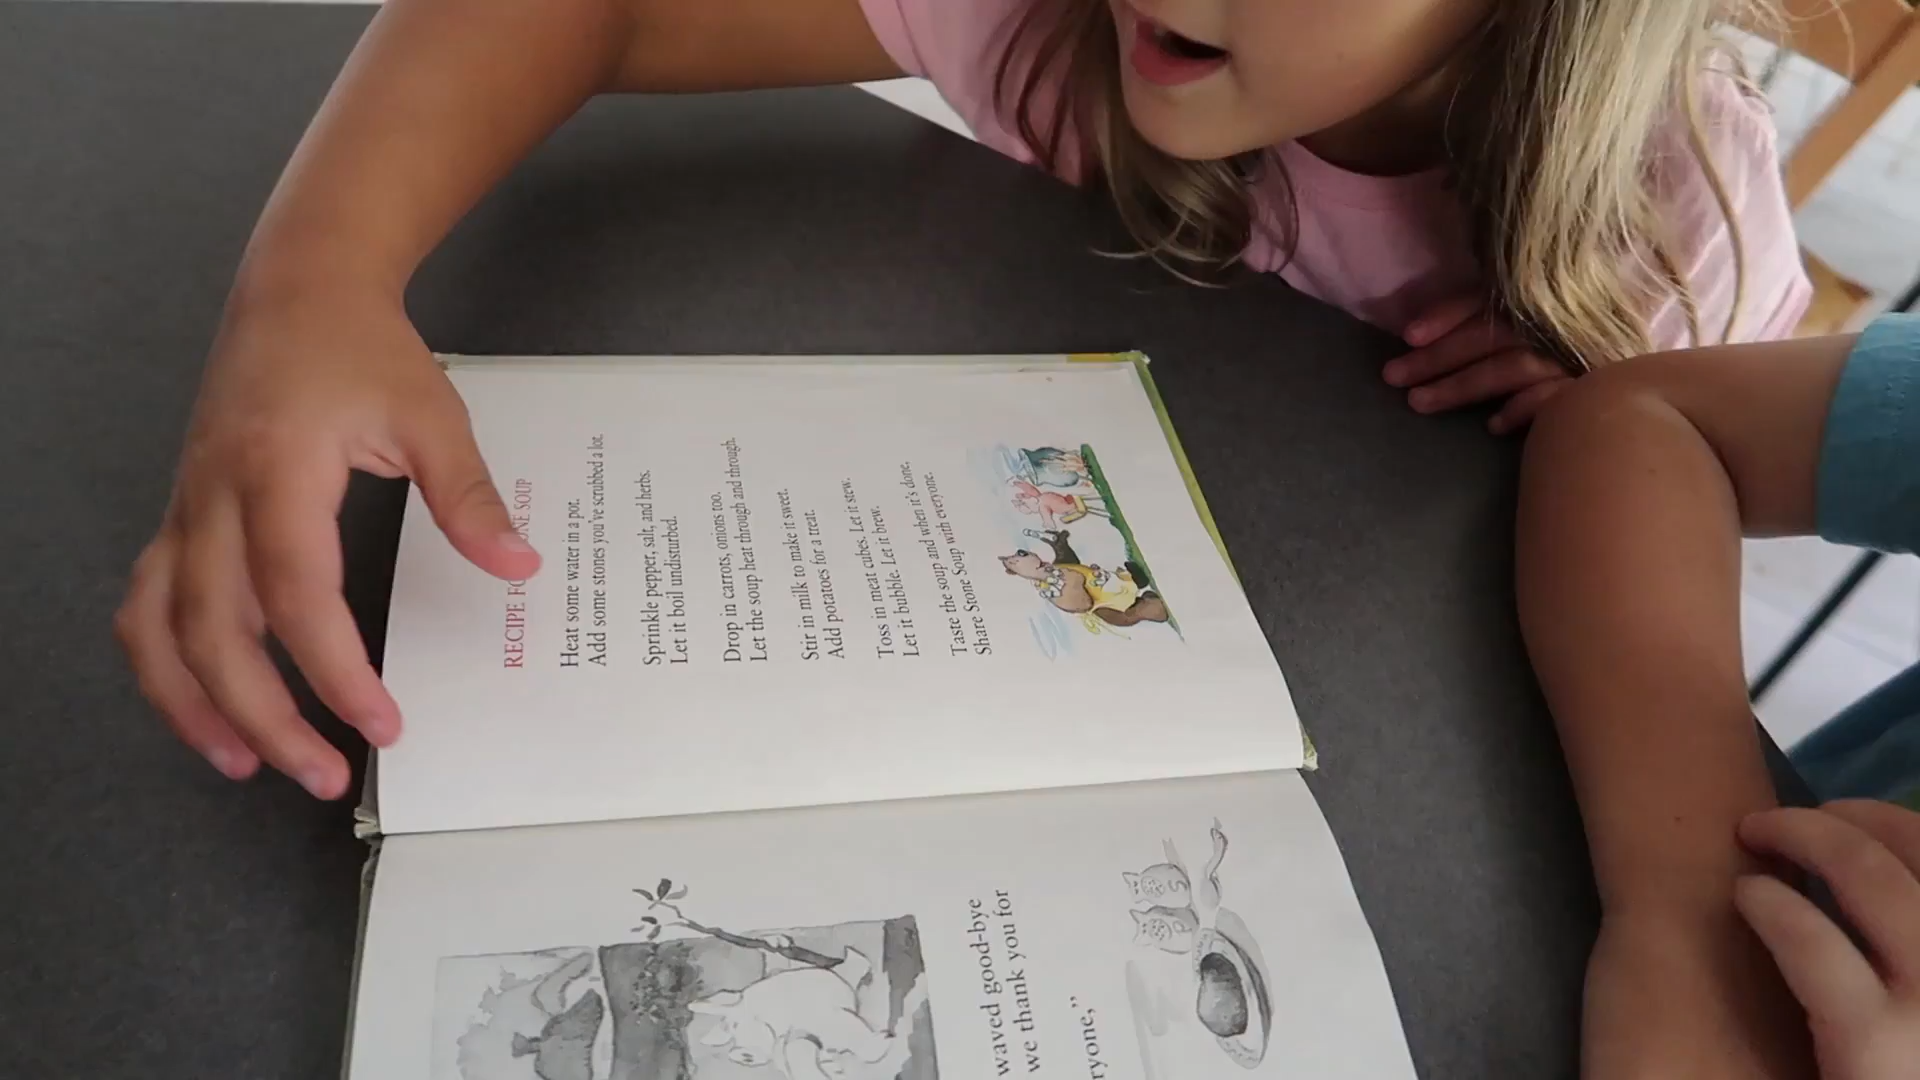 RECIPE FO ONE SOUP
Heat some water in a pot.
Add some stones you've scrubbed a lot.
Sprinkle pepper, salt, and herbs.
Let it boil undisturbed.
Drop in carrots, onions too.
Let the soup heat through and through.
Stir in milk to make it sweet.
Add potatoes for a treat.
Toss in meat cubes. Let it stew.
Let it bubble. Let it brew.
Taste the soup and when it's done,
Share Stone Soup with everyone.
waved good-bye
we thank you for
ryone,”
S